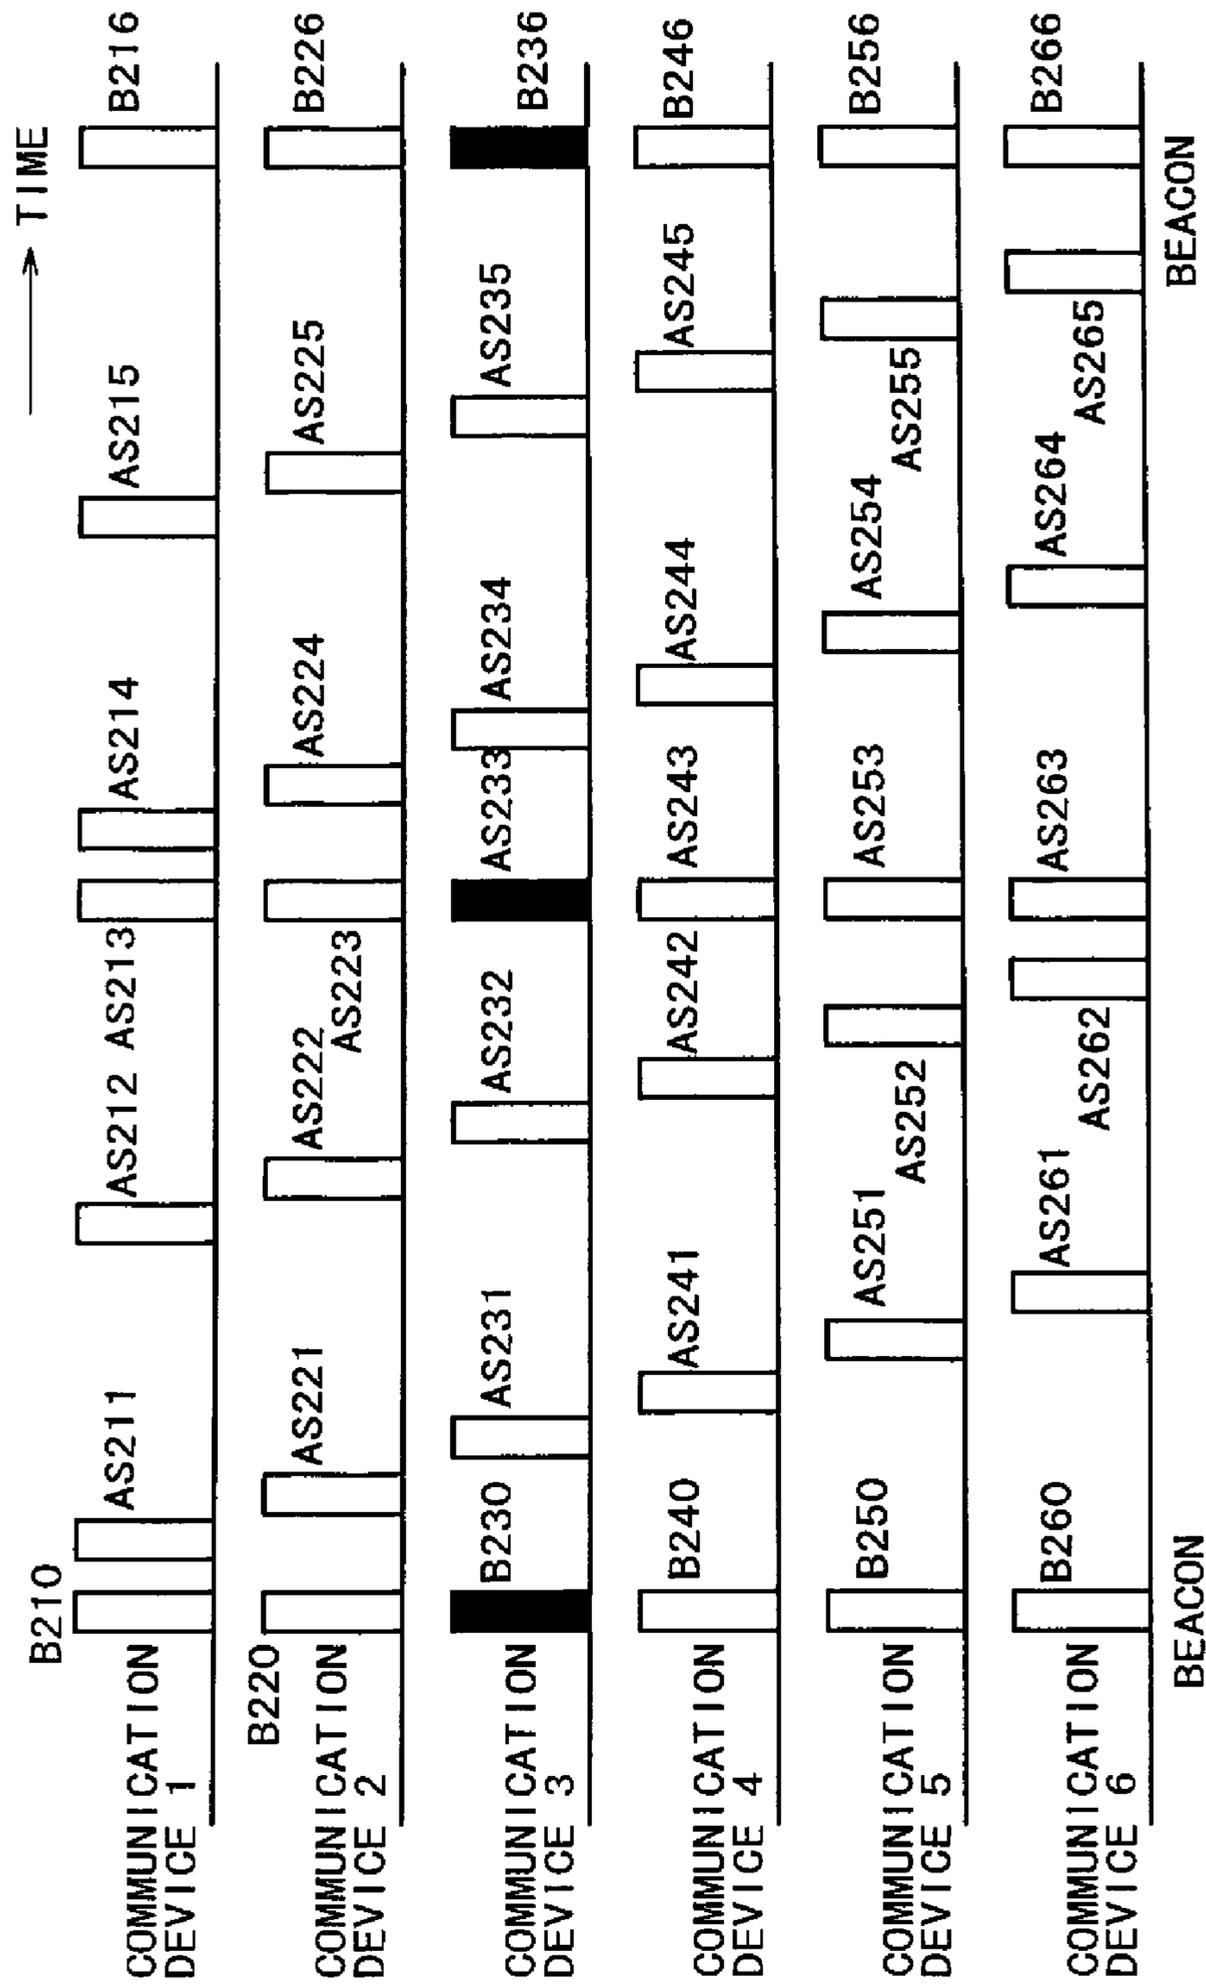 TIME
B210
AS211
AS212
AS213
AS214
AS215
B216
COMMUNICATION
DEVICE 1
B220
AS221
AS222
AS223
AS224
AS225
B226
COMMUNICATION
DEVICE 2
B230
AS231
AS232
AS233
AS234
AS235
B236
COMMUNICATION
DEVICE 3
B240
AS241
AS242
AS243
AS244
AS245
B246
COMMUNICATION
DEVICE 4
B250
AS251
AS252
AS253
AS254
AS255
B256
COMMUNICATION
DEVICE 5
B260
AS261
AS262
AS263
AS264
AS265
B266
COMMUNICATION
DEVICE 6
BEACON
BEACON